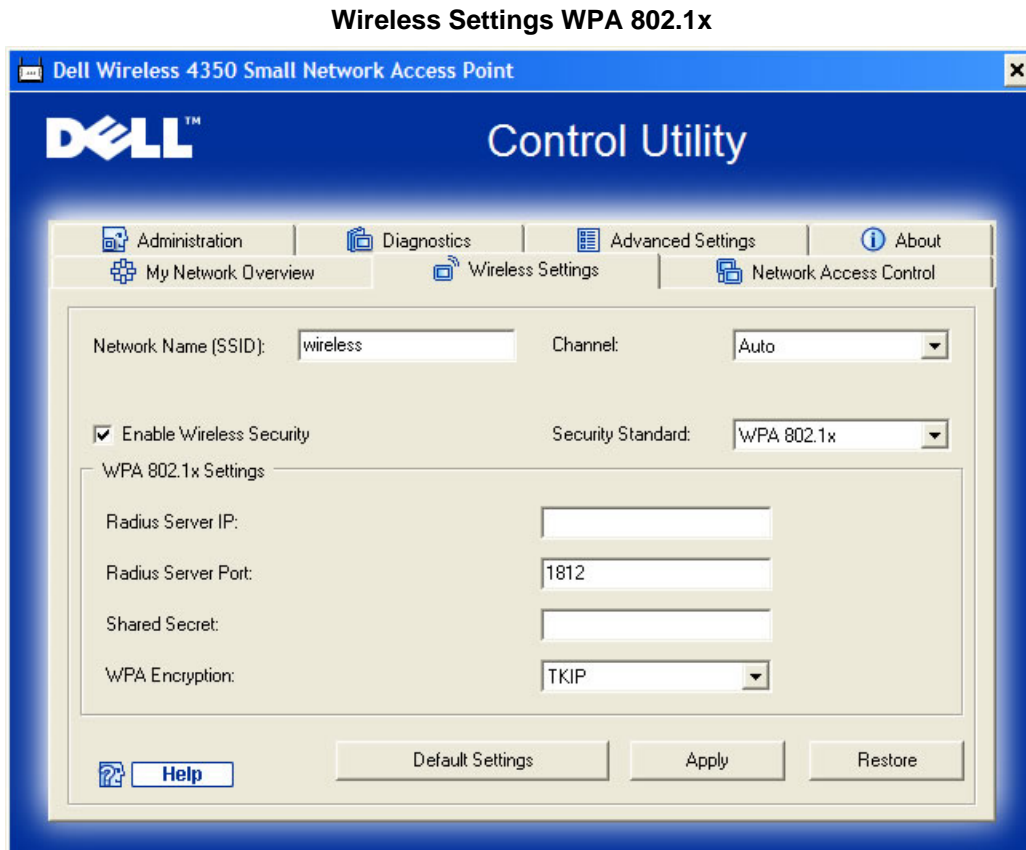 Wireless Settings WPA 802.1x
Dell Wireless 4350 Small Network Access Point
DELL™ Control Utility
Administration Diagnostics Advanced Settings About
My Network Overview Wireless Settings Network Access Control
Network Name (SSID): wireless Channel: Auto
Enable Wireless Security Security Standard: WPA 802.1x
WPA 802.1x Settings
Radius Server IP:
Radius Server Port: 1812
Shared Secret:
WPA Encryption: TKIP
Help Default Settings Apply Restore